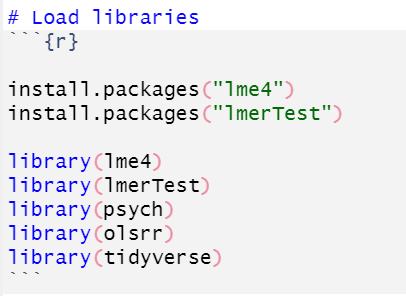 # Load libraries
```{r}
install.packages("lme4")
install.packages("lmerTest")
library(lme4)
library(lmerTest)
library(psych)
library(olsrr)
library(tidyverse)
```